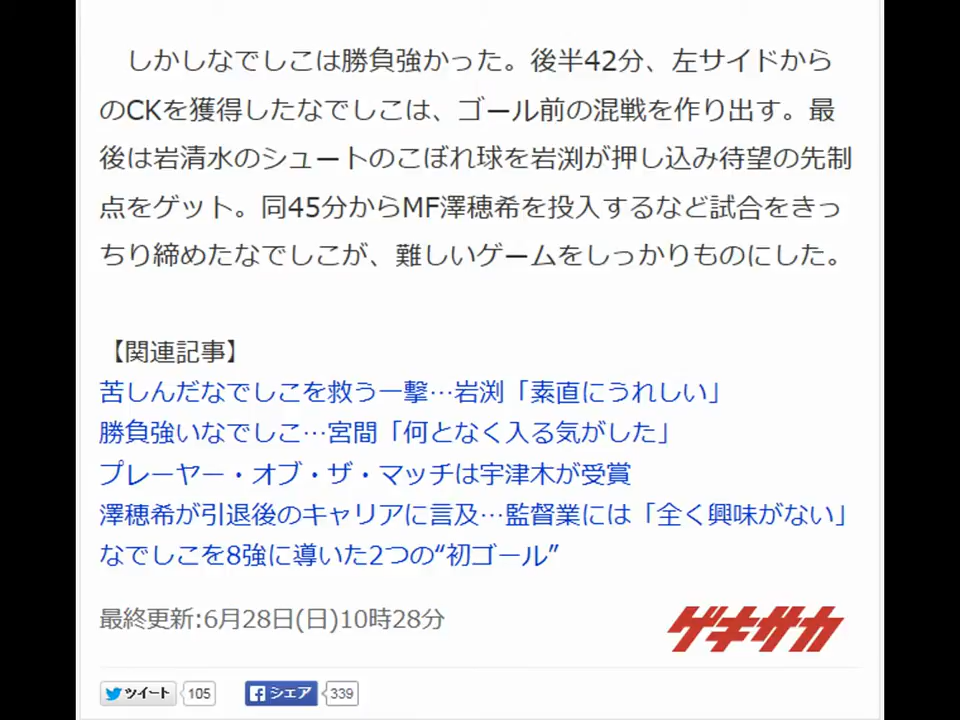 しかしなでしこは勝負強かった。後半42分、左サイドから
のCKを獲得したなでしこは、ゴール前の混戦を作り出す。最
後は岩清水のシュートのこぼれ球を岩渕が押し込み待望の先制
点をゲット。同45分からMF澤穂希を投入するなど試合をきっ
ちり締めたなでしこが、難しいゲームをしっかりものにした。
【関連記事】
苦しんだなでしこを救う一撃…岩渕「素直にうれしい」
勝負強いなでしこ…宮間「何となく入る気がした」
プレーヤー・オブ・ザ・マッチは宇津木が受賞
澤穂希が引退後のキャリアに言及…監督業には「全く興味がない」
なでしこを8強に導いた2つの“初ゴール”
最終更新:6月28日(日)10時28分
ゲキサカ
ツイート 105 シェア 339